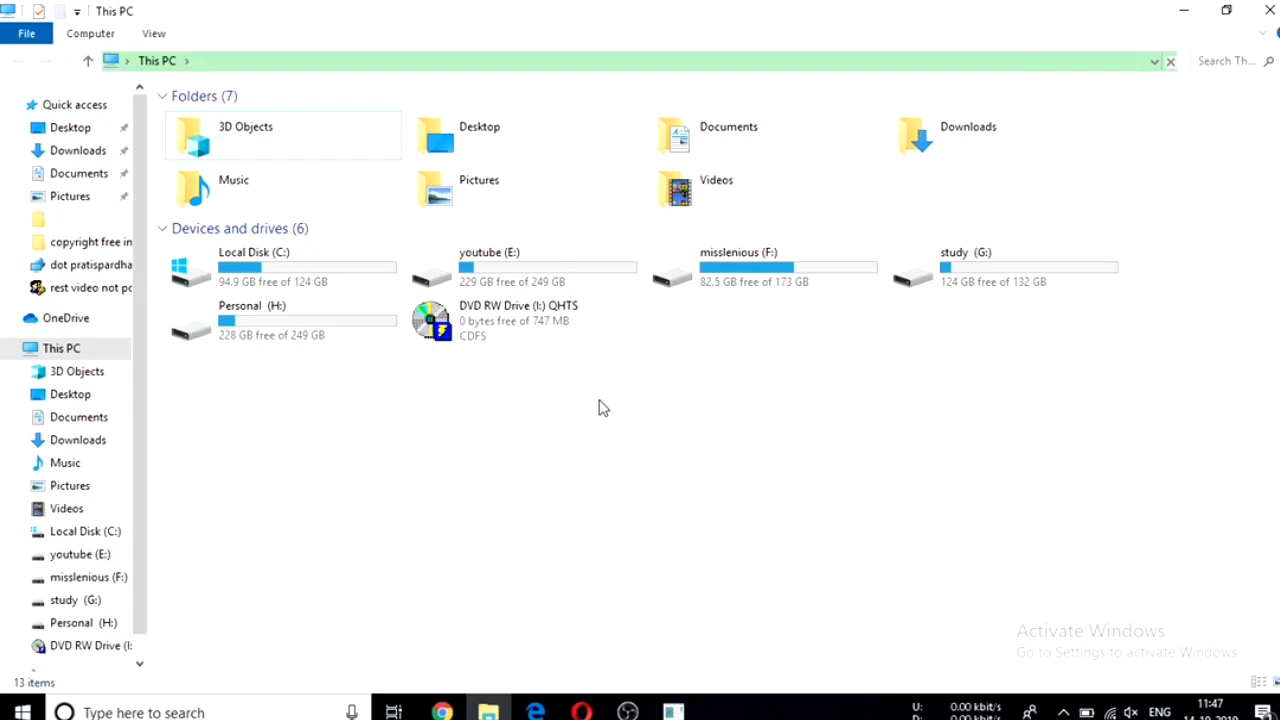 This PC
File Computer View
This PC
Search Th...
Quick access
Desktop
Downloads
Documents
Pictures
copyright free in
dot pratispardha
rest video not po
OneDrive
This PC
3D Objects
Desktop
Documents
Downloads
Music
Pictures
Videos
Local Disk (C:)
youtube (E:)
misslenious (F:)
study (G:)
Personal (H:)
DVD RW Drive (I:
Folders (7)
3D Objects
Desktop
Documents
Downloads
Music
Pictures
Videos
Devices and drives (6)
Local Disk (C:)
94.9 GB free of 124 GB
youtube (E:)
229 GB free of 249 GB
misslenious (F:)
82.5 GB free of 173 GB
study (G:)
124 GB free of 132 GB
Personal (H:)
228 GB free of 249 GB
DVD RW Drive (I:) QHTS
0 bytes free of 747 MB
CDFS
Activate Windows
Go to Settings to activate Windows
13 items
Type here to search
U: 0.00 kbit/s
D: 0.00 kbit/s
ENG
11:47